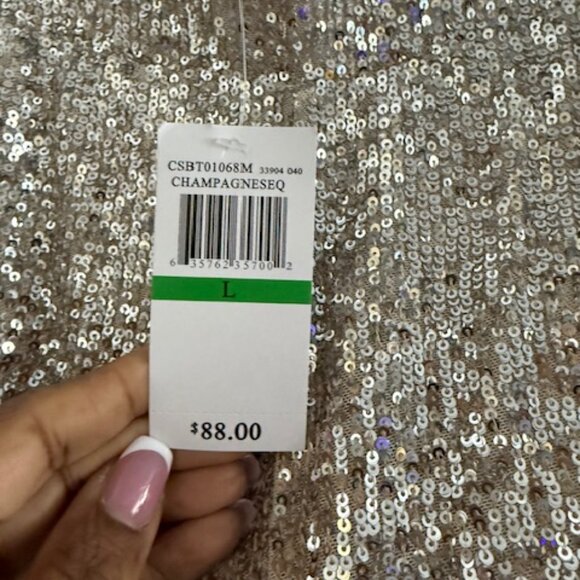 CSBT01068M 33904 040
CHAMPAGNESEQ
6 35762 35700 2
L
$88.00